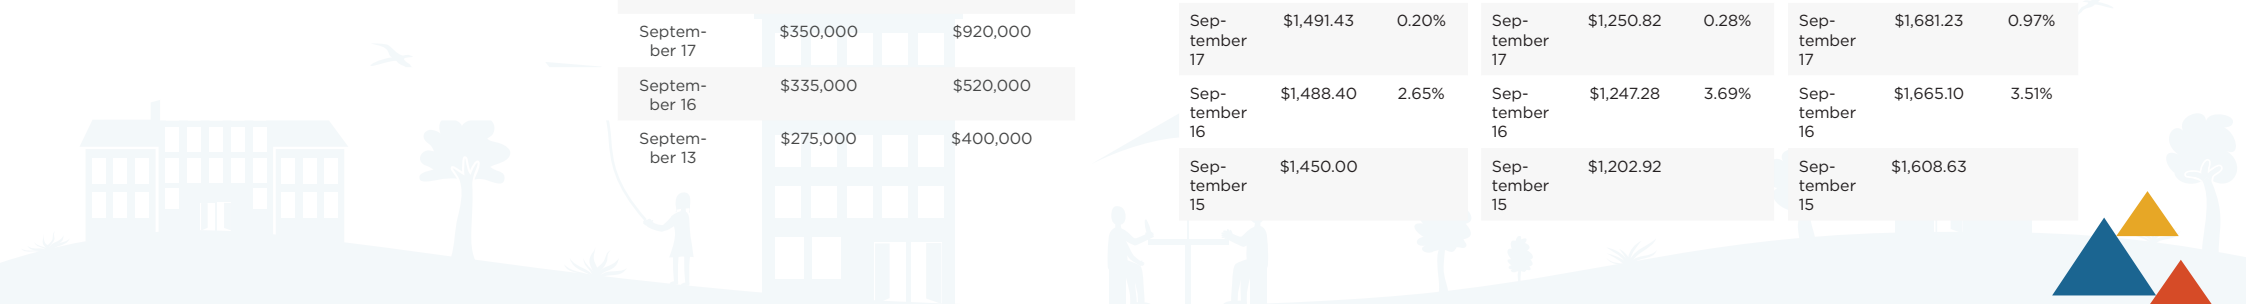 Septem- $350,000 $920,000
ber 17
Septem- $335,000 $520,000
ber 16
Septem- $275,000 $400,000
ber 13
Sep- $1,491.43 0.20%
tember
17
Sep- $1,488.40 2.65%
tember
16
Sep- $1,450.00
tember
15
Sep- $1,250.82 0.28%
tember
17
Sep- $1,247.28 3.69%
tember
16
Sep- $1,202.92
tember
15
Sep- $1,681.23 0.97%
tember
17
Sep- $1,665.10 3.51%
tember
16
Sep- $1,608.63
tember
15